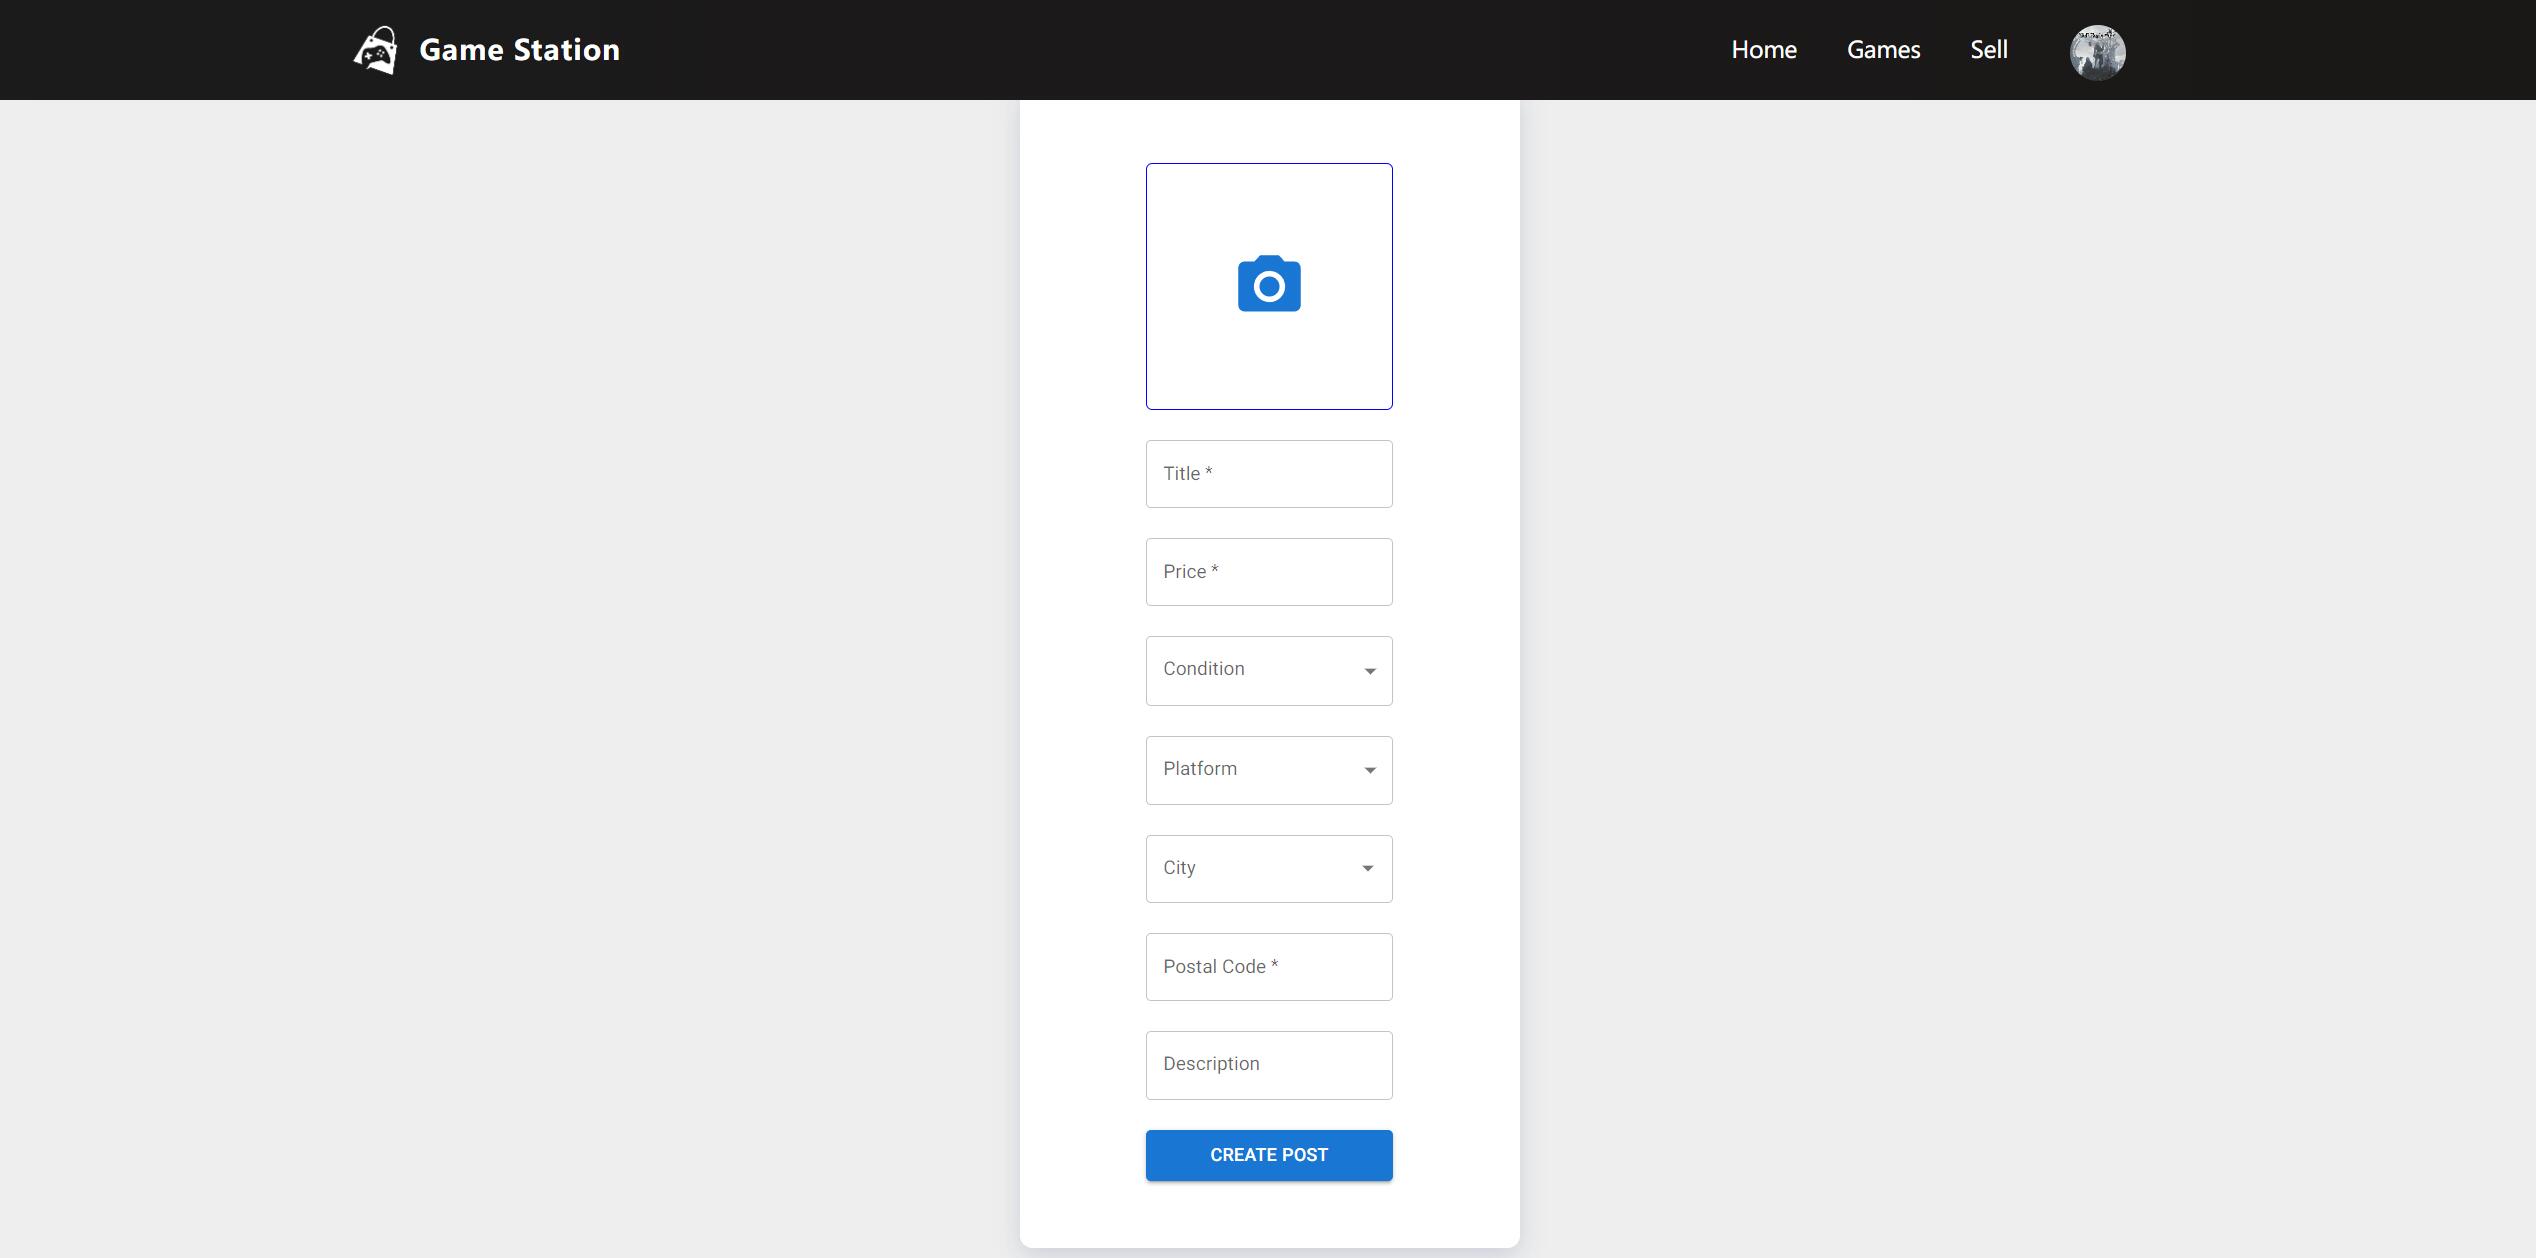 Game Station
Home Games Sell
Title *
Price *
Condition
Platform
City
Postal Code *
Description
CREATE POST